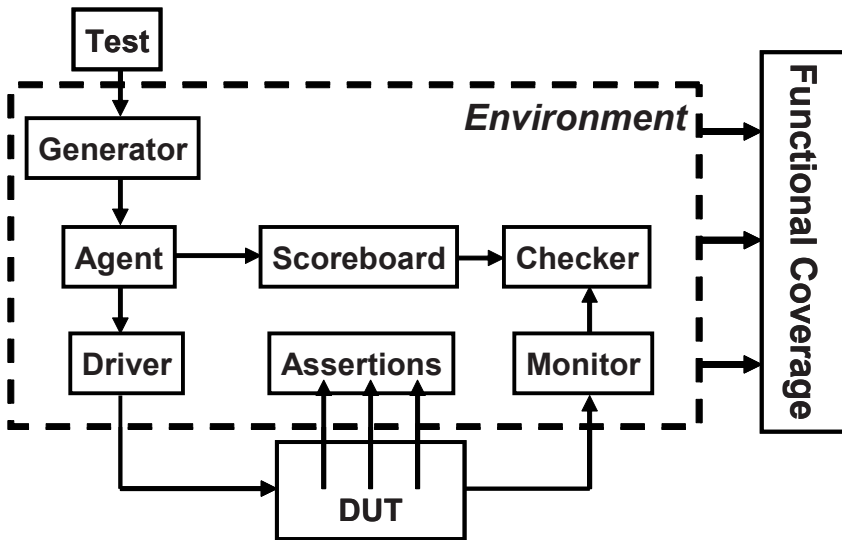 Test
Environment
Generator
Agent
Scoreboard
Checker
Driver
Assertions
Monitor
DUT
Functional Coverage